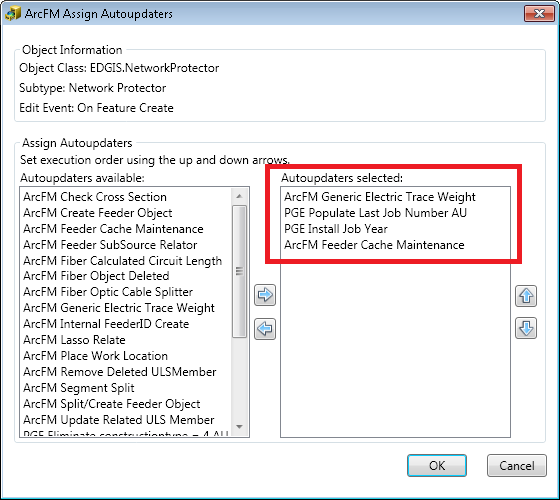 ArcFM Assign Autoupdaters
Object Information
Object Class: EDGIS.NetworkProtector
Subtype: Network Protector
Edit Event: On Feature Create
Assign Autoupdaters
Set execution order using the up and down arrows.
Autoupdaters available:
ArcFM Check Cross Section
ArcFM Create Feeder Object
ArcFM Feeder Cache Maintenance
ArcFM Feeder SubSource Relator
ArcFM Fiber Calculated Circuit Length
ArcFM Fiber Object Deleted
ArcFM Fiber Optic Cable Splitter
ArcFM Generic Electric Trace Weight
ArcFM Internal FeederID Create
ArcFM Lasso Relate
ArcFM Place Work Location
ArcFM Remove Deleted ULSMember
ArcFM Segment Split
ArcFM Split/Create Feeder Object
ArcFM Update Related ULS Member
PGE Eliminate constructiontype = 4 AU
Autoupdaters selected:
ArcFM Generic Electric Trace Weight
PGE Populate Last Job Number AU
PGE Install Job Year
ArcFM Feeder Cache Maintenance
OK
Cancel